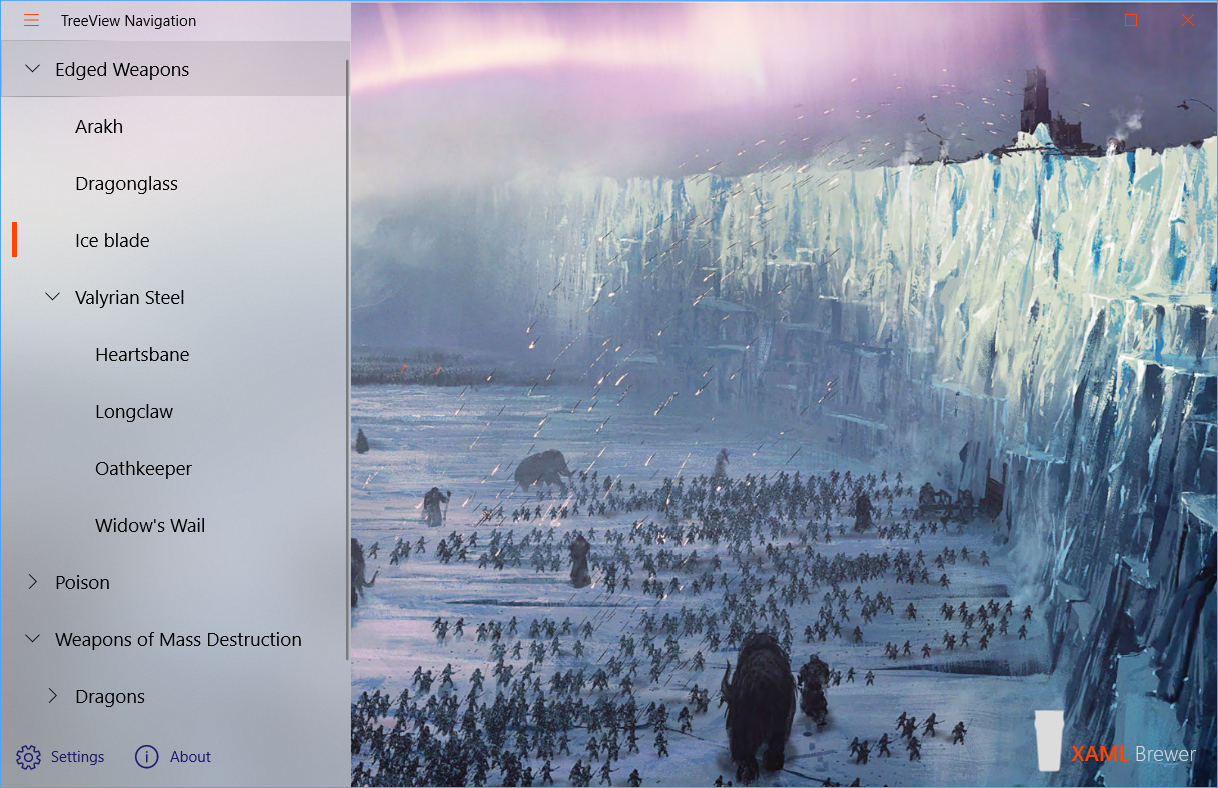 TreeView Navigation
Edged Weapons
Arakh
Dragonglass
Ice blade
Valyrian Steel
Heartsbane
Longclaw
Oathkeeper
Widow's Wail
Poison
Weapons of Mass Destruction
Dragons
Settings
About
XAML Brewer